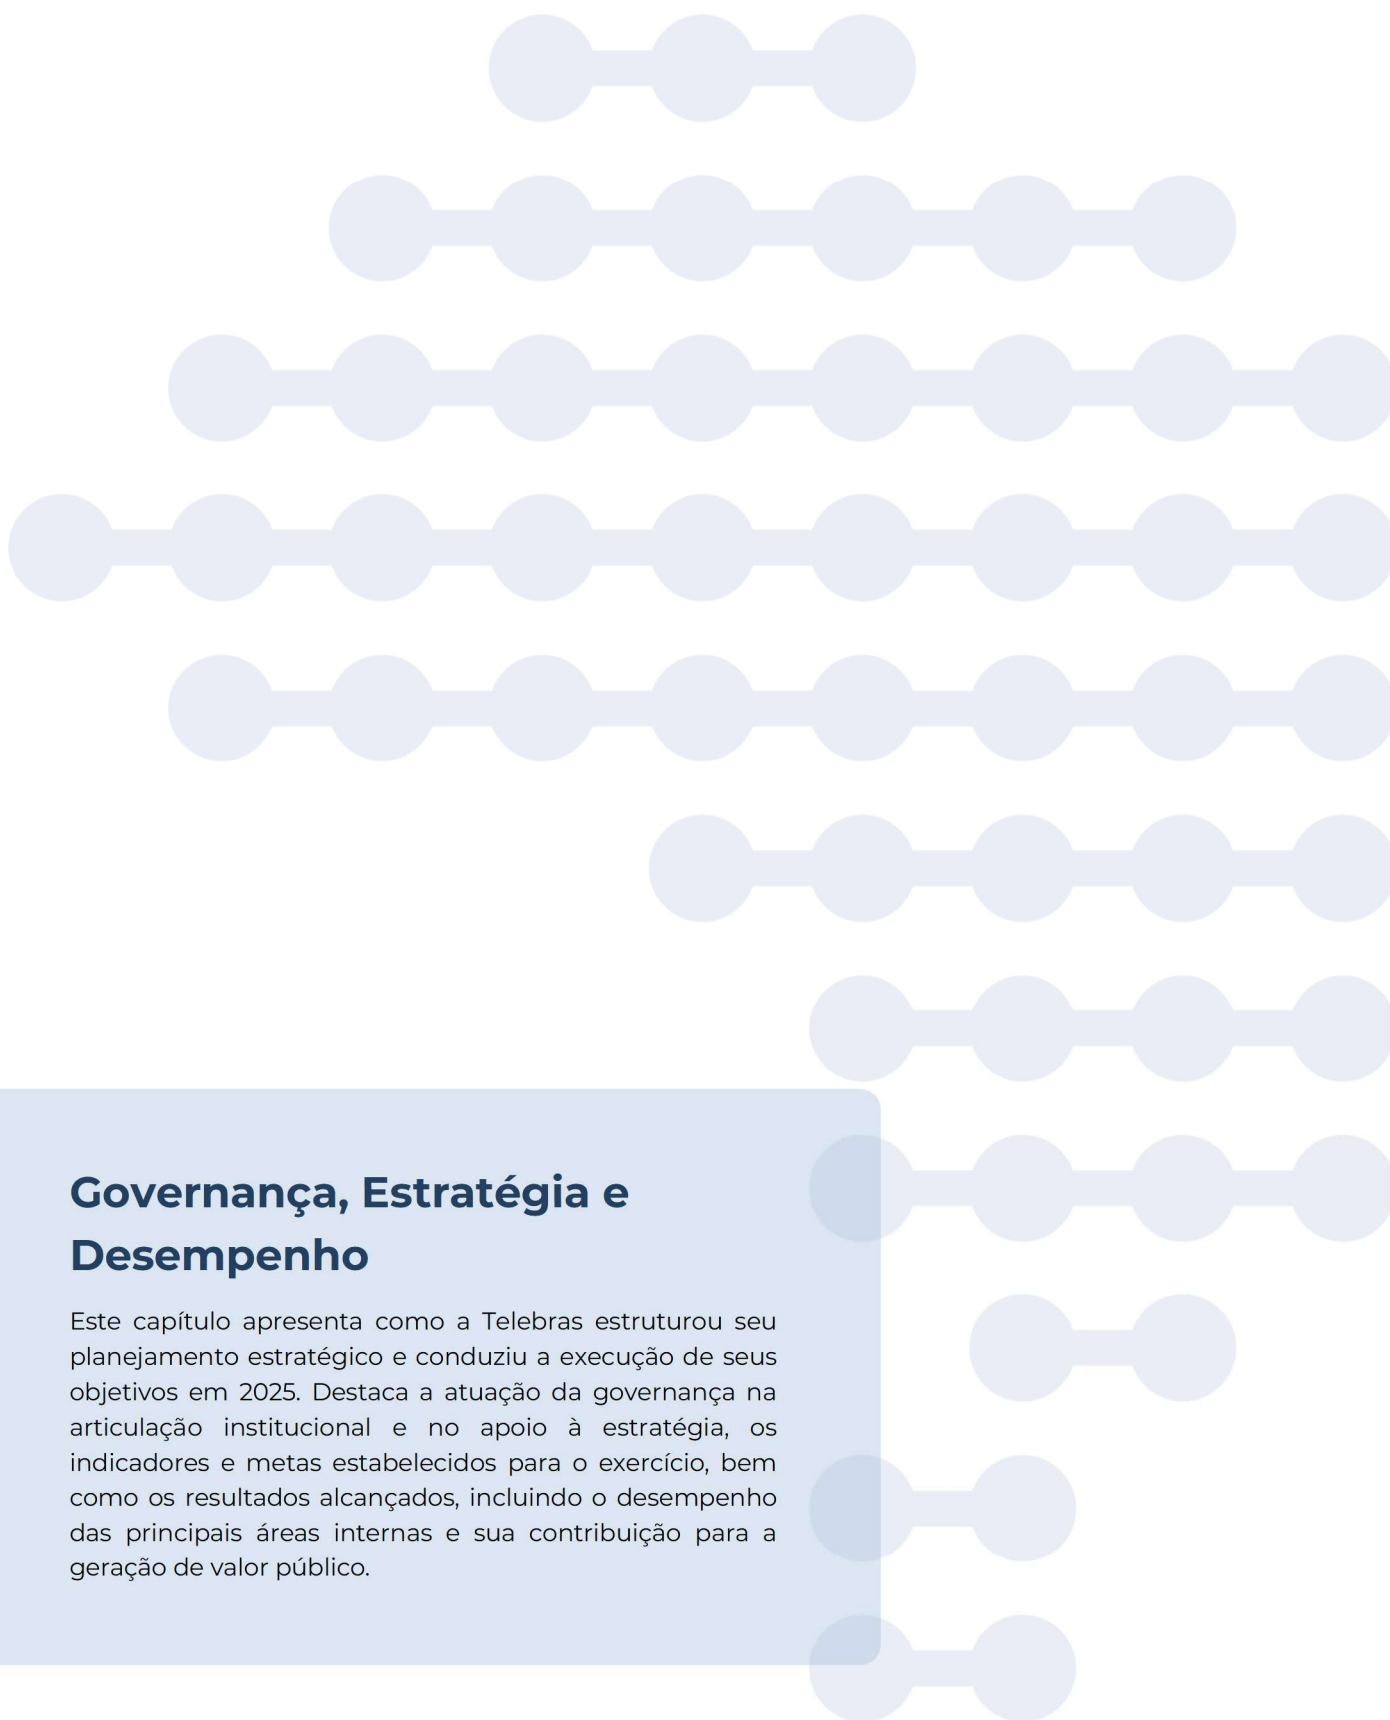 Governança, Estratégia e
Desempenho
Este capítulo apresenta como a Telebras estruturou seu
planejamento estratégico e conduziu a execução de seus
objetivos em 2025. Destaca a atuação da governança na
articulação institucional e no apoio à estratégia, os
indicadores e metas estabelecidos para o exercício, bem
como os resultados alcançados, incluindo o desempenho
das principais áreas internas e sua contribuição para a
geração de valor público.